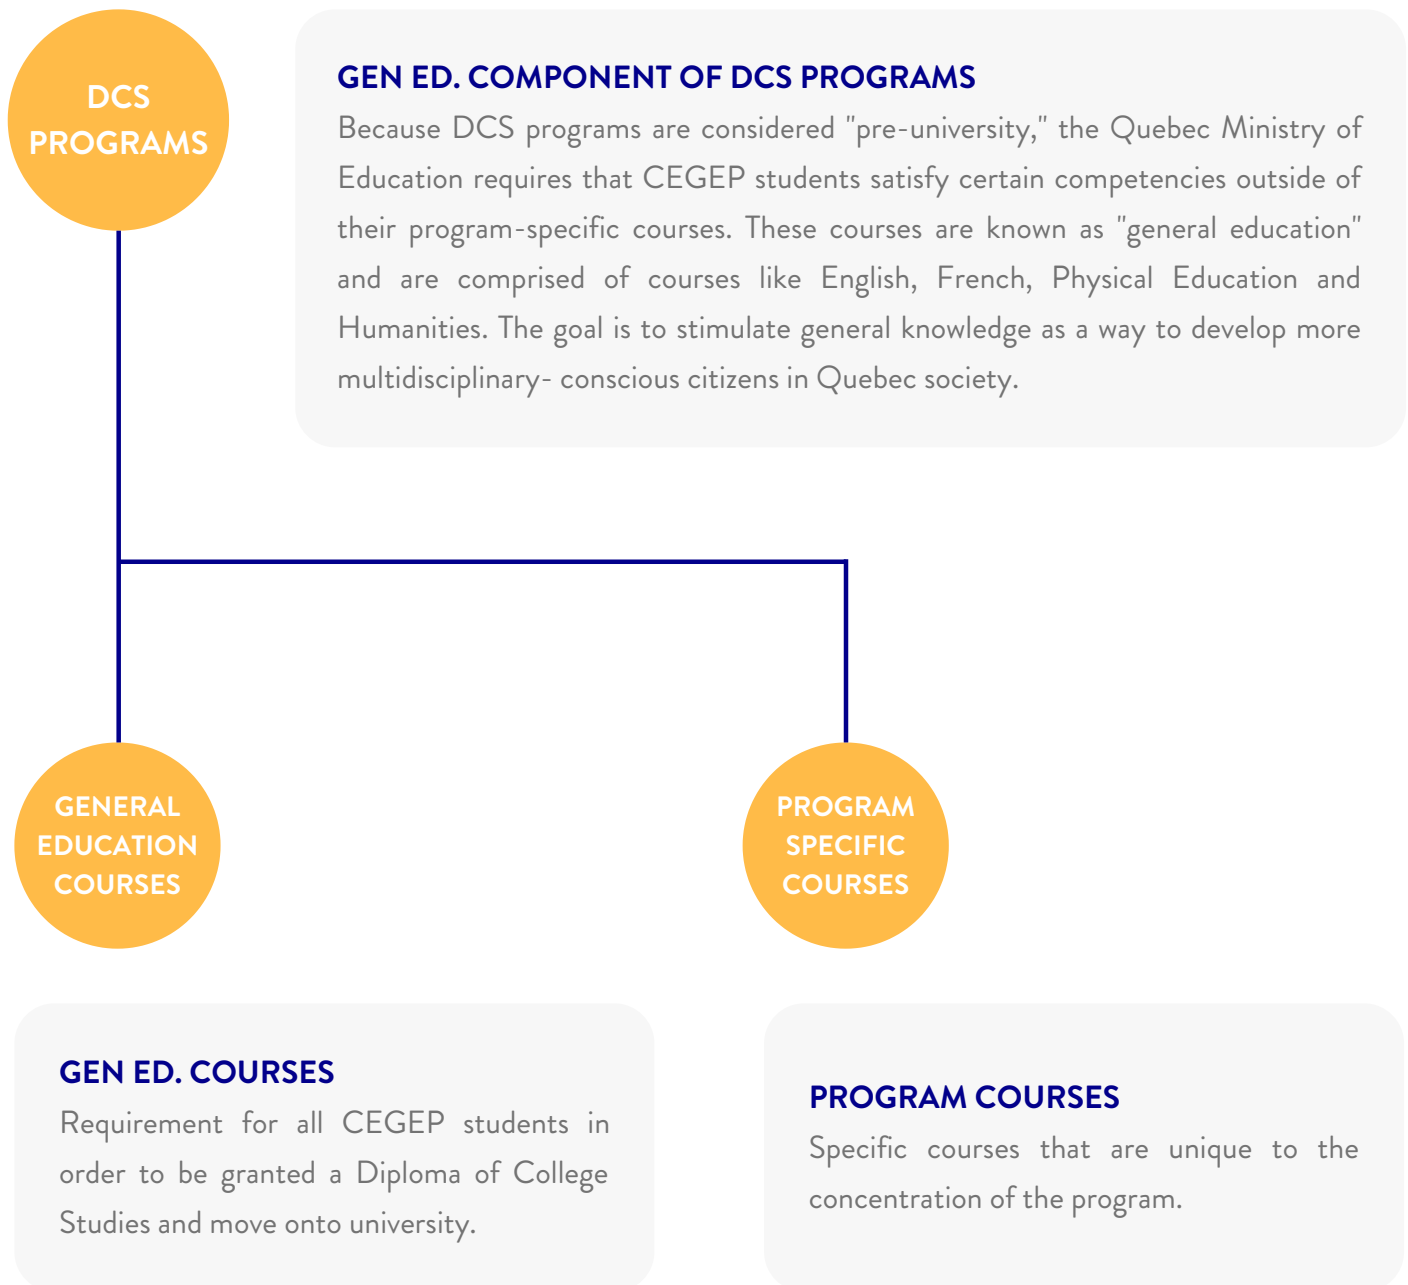 DCS
PROGRAMS
GEN ED. COMPONENT OF DCS PROGRAMS
Because DCS programs are considered "pre-university," the Quebec Ministry of
Education requires that CEGEP students satisfy certain competencies outside of
their program-specific courses. These courses are known as "general education"
and are comprised of courses like English, French, Physical Education and
Humanities. The goal is to stimulate general knowledge as a way to develop more
multidisciplinary- conscious citizens in Quebec society.
GENERAL
EDUCATION
COURSES
PROGRAM
SPECIFIC
COURSES
GEN ED. COURSES
Requirement for all CEGEP students in
order to be granted a Diploma of College
Studies and move onto university.
PROGRAM COURSES
Specific courses that are unique to the
concentration of the program.